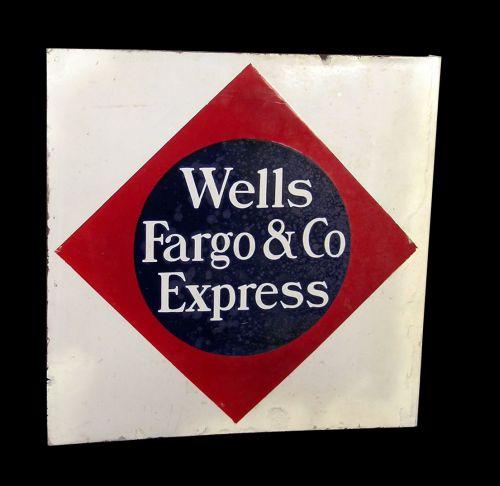 Wells
Fargo & Co
Express